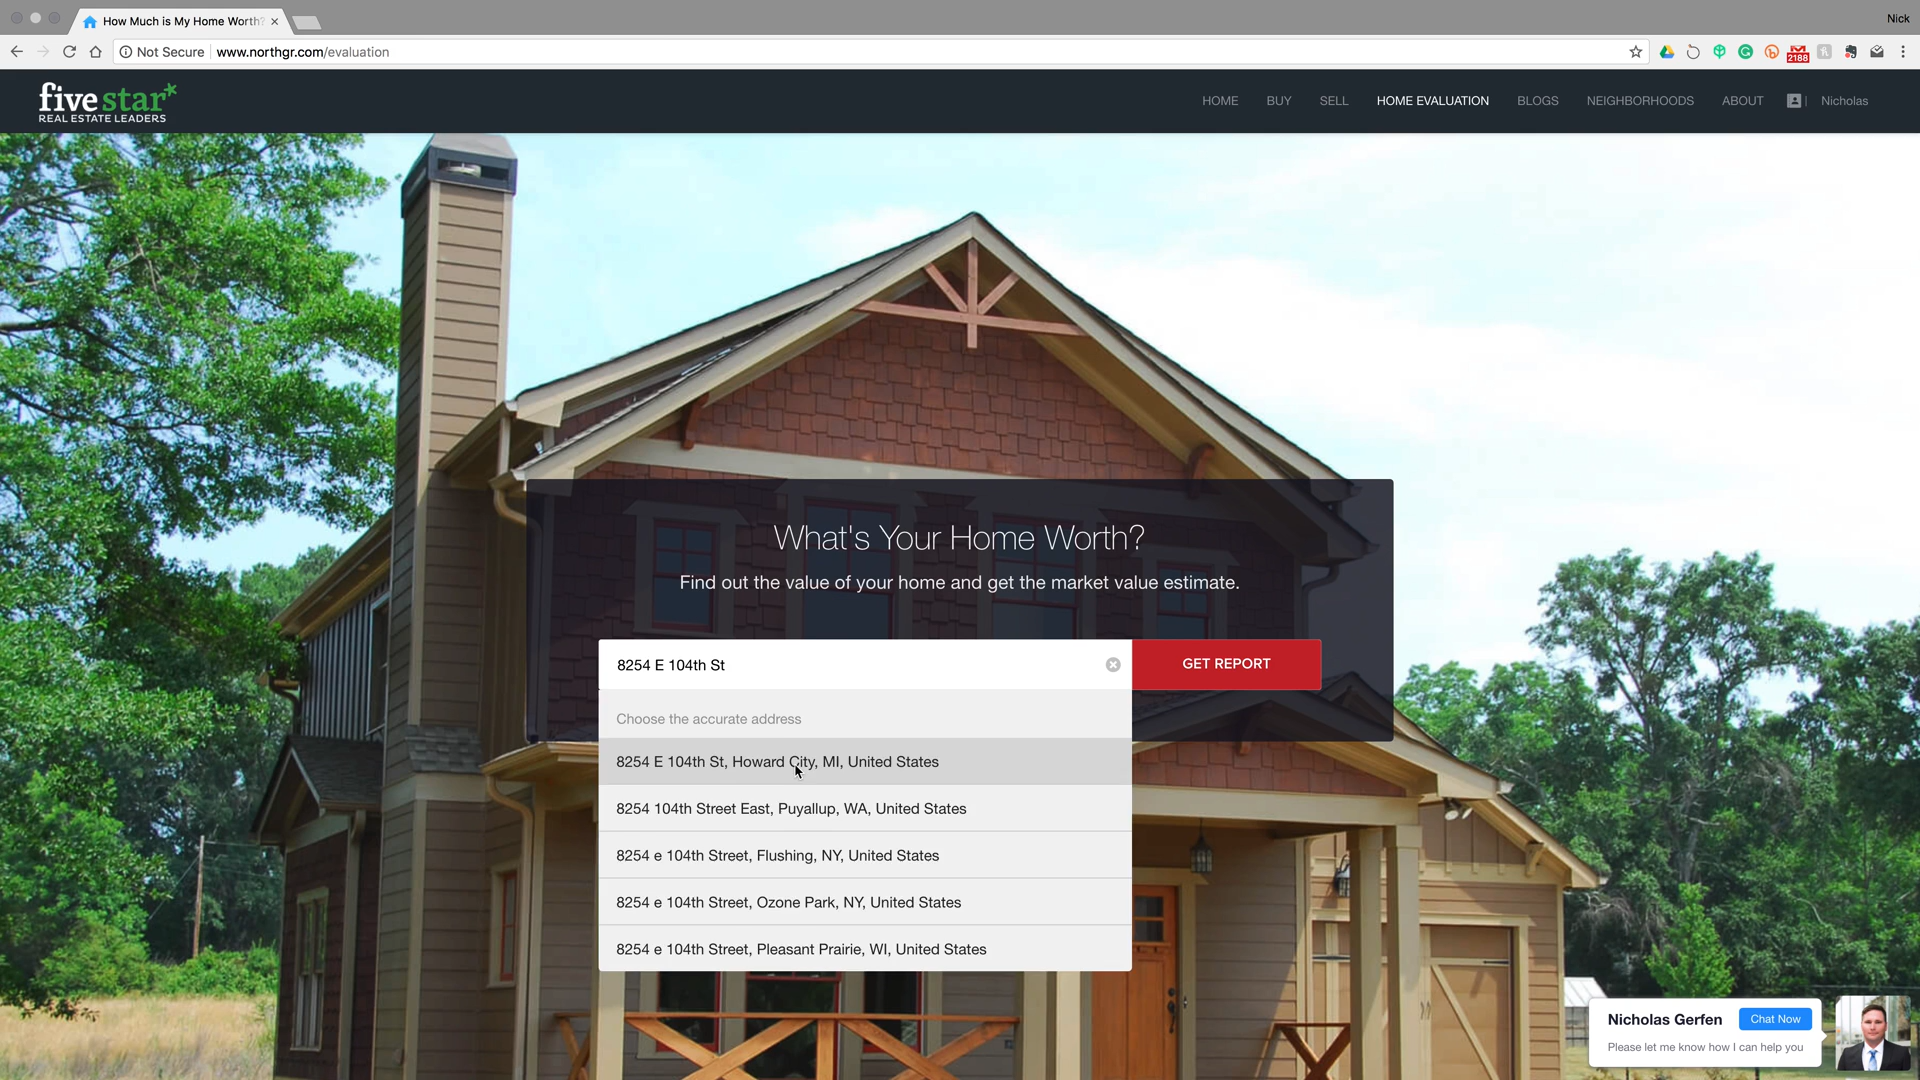 How Much is My Home Worth?
Nick
Not Secure
www.northgr.com/evaluation
2188
five star*
REAL ESTATE LEADERS
HOME
BUY
SELL
HOME EVALUATION
BLOGS
NEIGHBORHOODS
ABOUT
Nicholas
What's Your Home Worth?
Find out the value of your home and get the market value estimate.
8254 E 104th St
GET REPORT
Choose the accurate address
8254 E 104th St, Howard City, MI, United States
8254 104th Street East, Puyallup, WA, United States
8254 e 104th Street, Flushing, NY, United States
8254 e 104th Street, Ozone Park, NY, United States
8254 e 104th Street, Pleasant Prairie, WI, United States
Nicholas Gerfen
Chat Now
Please let me know how I can help you